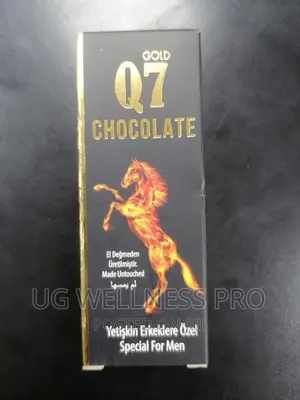 GOLD
Q7
CHOCOLATE
El Değmeden
Üretilmiştir.
Made Untouched
لم يمسها
UG WELLNESS PRO
Yetişkin Erkeklere Özel
Special For Men